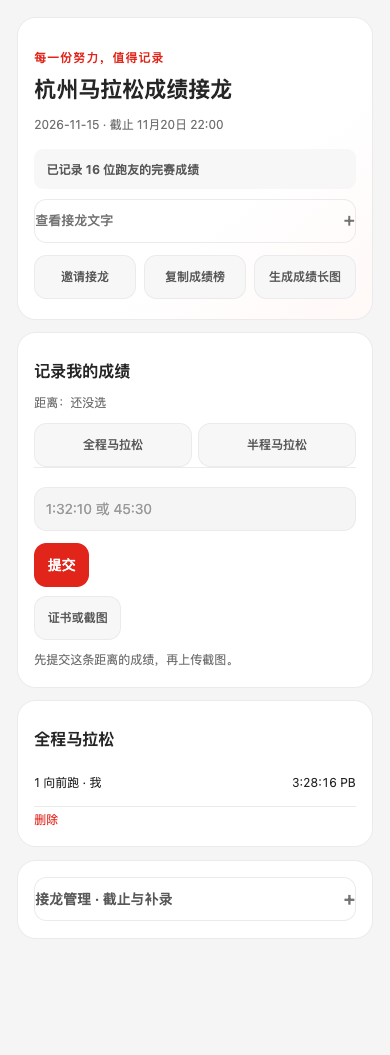 每一份努力，值得记录
杭州马拉松成绩接龙
2026-11-15 · 截止 11月20日 22:00
已记录 16 位跑友的完赛成绩
查看接龙文字 +
邀请接龙 复制成绩榜 生成成绩长图
记录我的成绩
距离：还没选
全程马拉松 半程马拉松
1:32:10 或 45:30
提交
证书或截图
先提交这条距离的成绩，再上传截图。
全程马拉松
1 向前跑 · 我 3:28:16 PB
删除
接龙管理 · 截止与补录 +